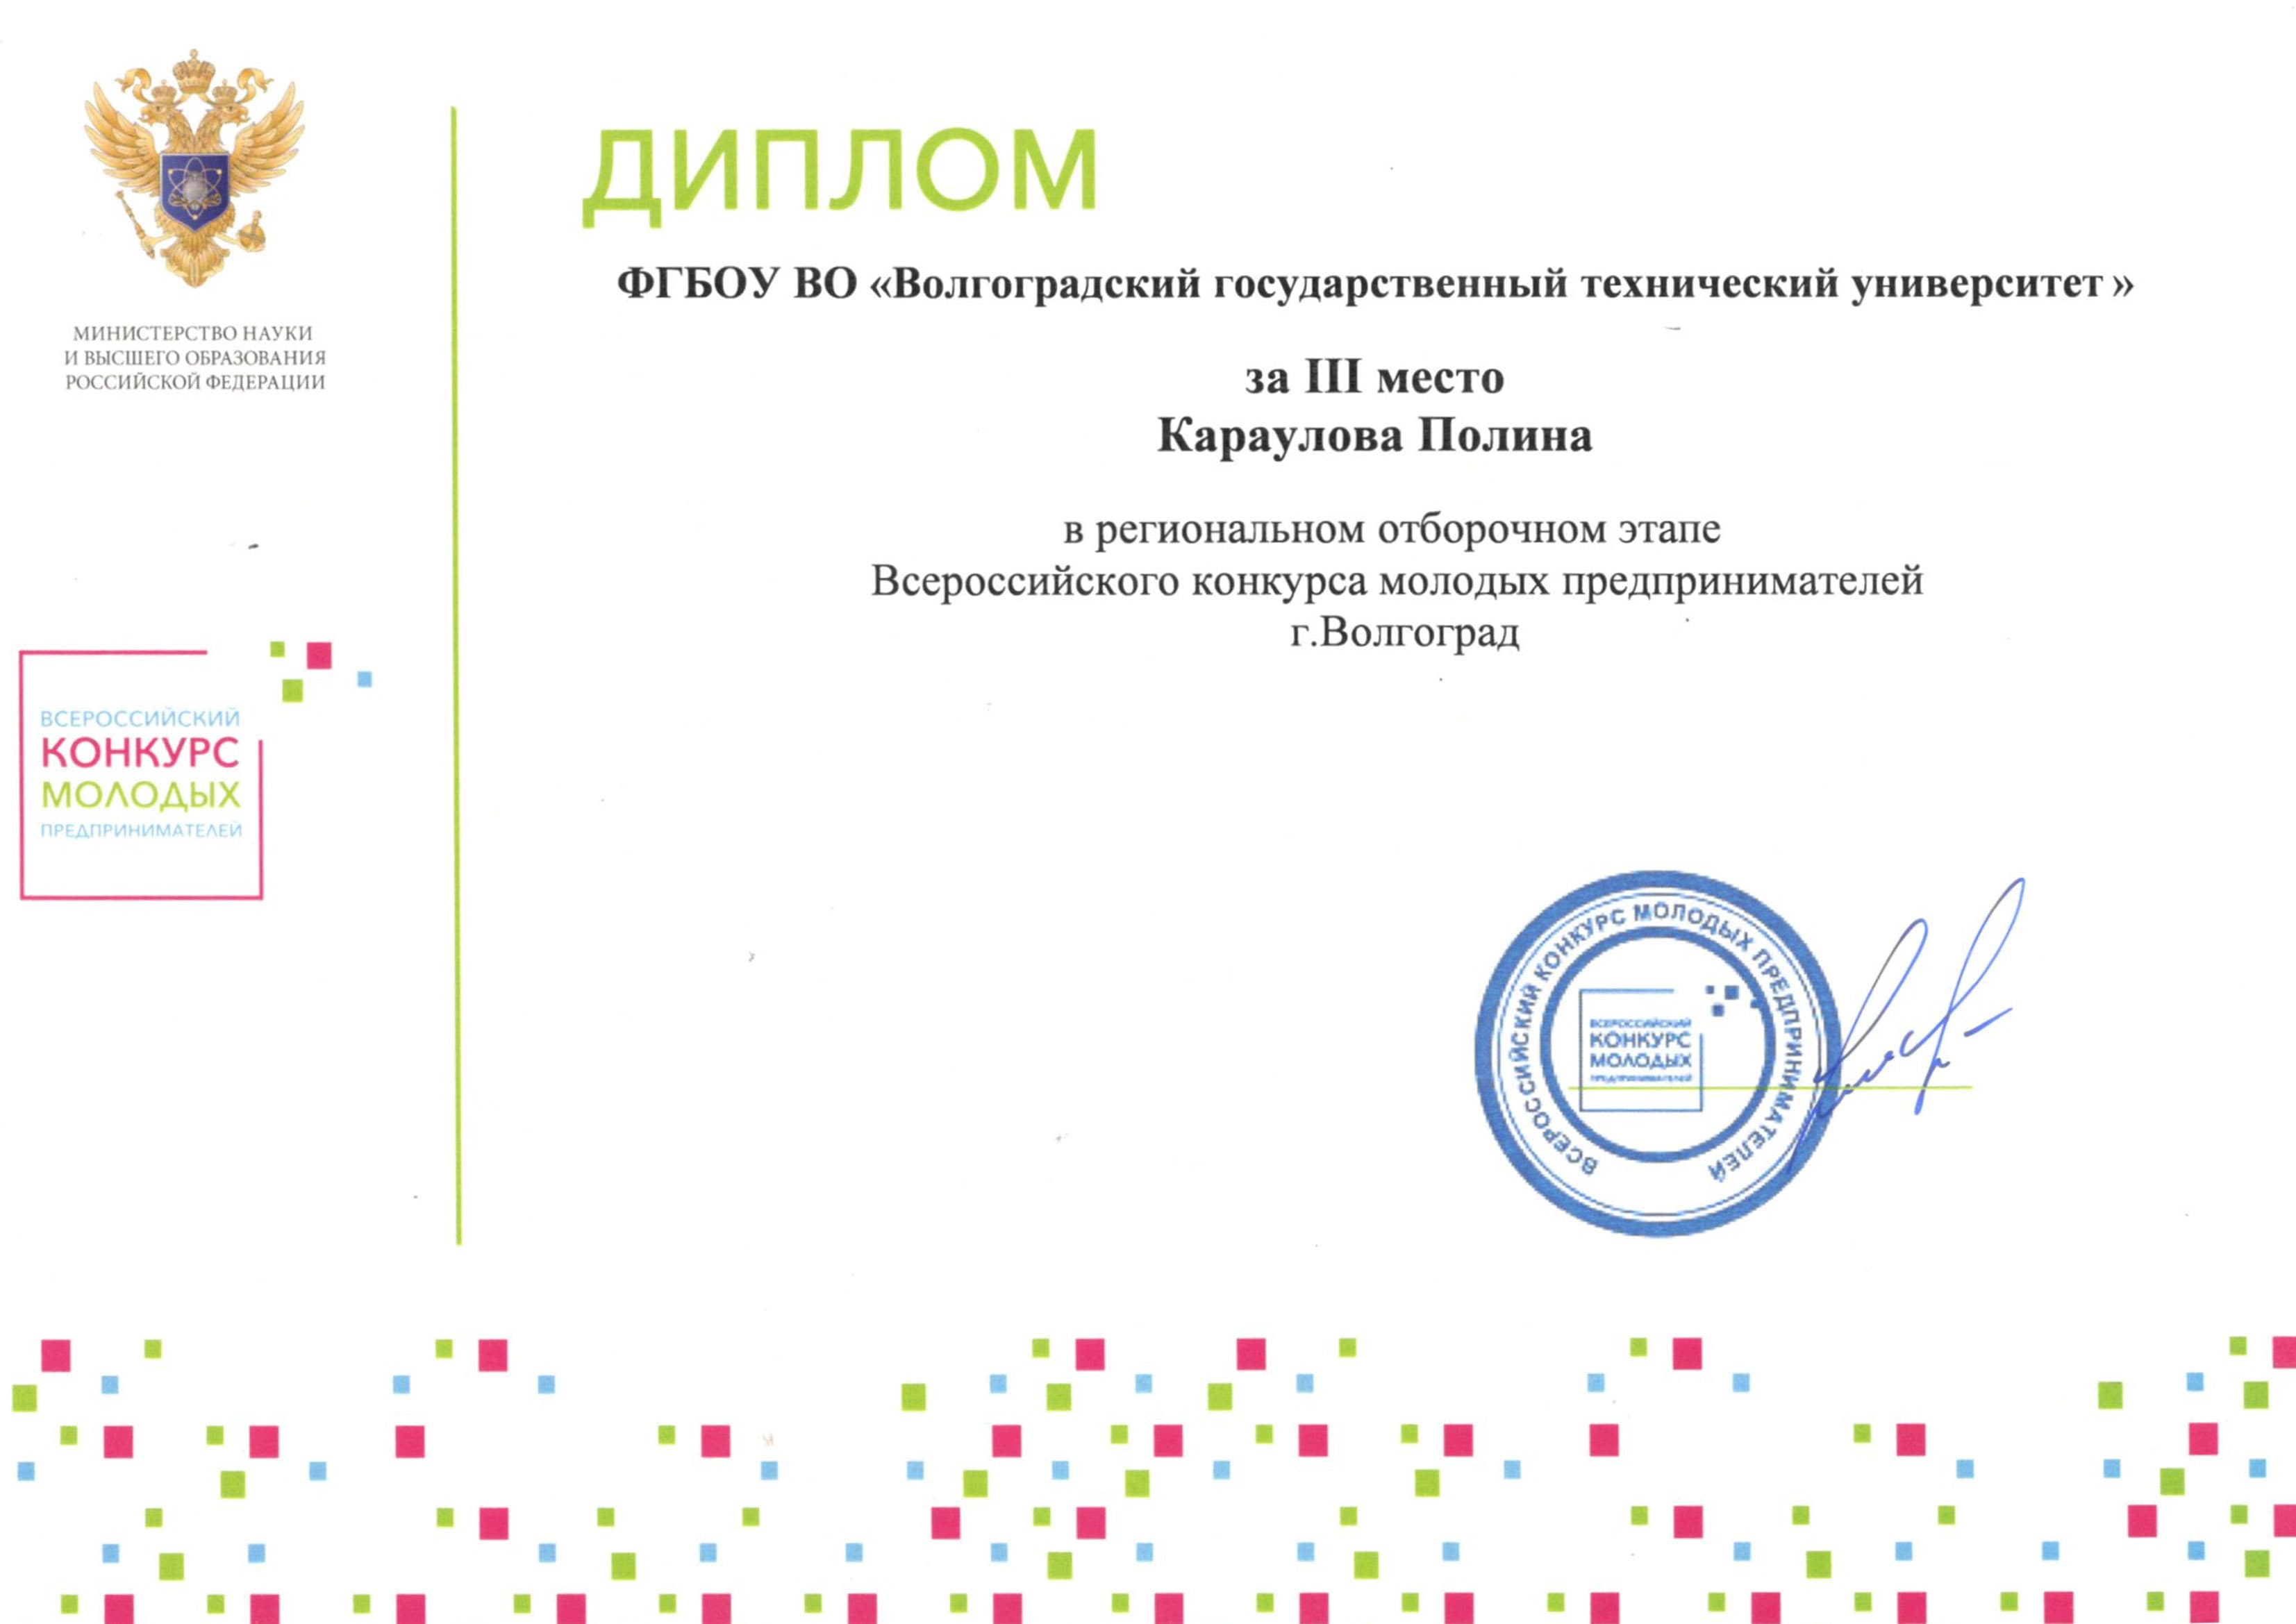 МИНИСТЕРСТВО НАУКИ
И ВЫСШЕГО ОБРАЗОВАНИЯ
РОССИЙСКОЙ ФЕДЕРАЦИИ
ВСЕРОССИЙСКИЙ
КОНКУРС
МОЛОДЫХ
ПРЕДПРИНИМАТЕЛЕЙ
ДИПЛОМ
ФГБОУ ВО «Волгоградский государственный технический университет»
за III место
Караулова Полина
в региональном отборочном этапе
Всероссийского конкурса молодых предпринимателей
г.Волгоград
ВСЕРОССИЙСКИЙ КОНКУРС МОЛОДЫХ ПРЕДПРИНИМАТЕЛЕЙ
ВСЕРОССИЙСКИЙ
КОНКУРС
МОЛОДЫХ
ПРЕДПРИНИМАТЕЛЕЙ